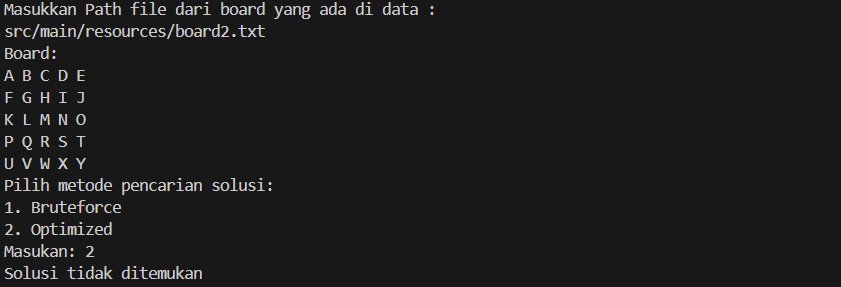 Masukkan Path file dari board yang ada di data :
src/main/resources/board2.txt
Board:
A B C D E
F G H I J
K L M N O
P Q R S T
U V W X Y
Pilih metode pencarian solusi:
1. Bruteforce
2. Optimized
Masukan: 2
Solusi tidak ditemukan